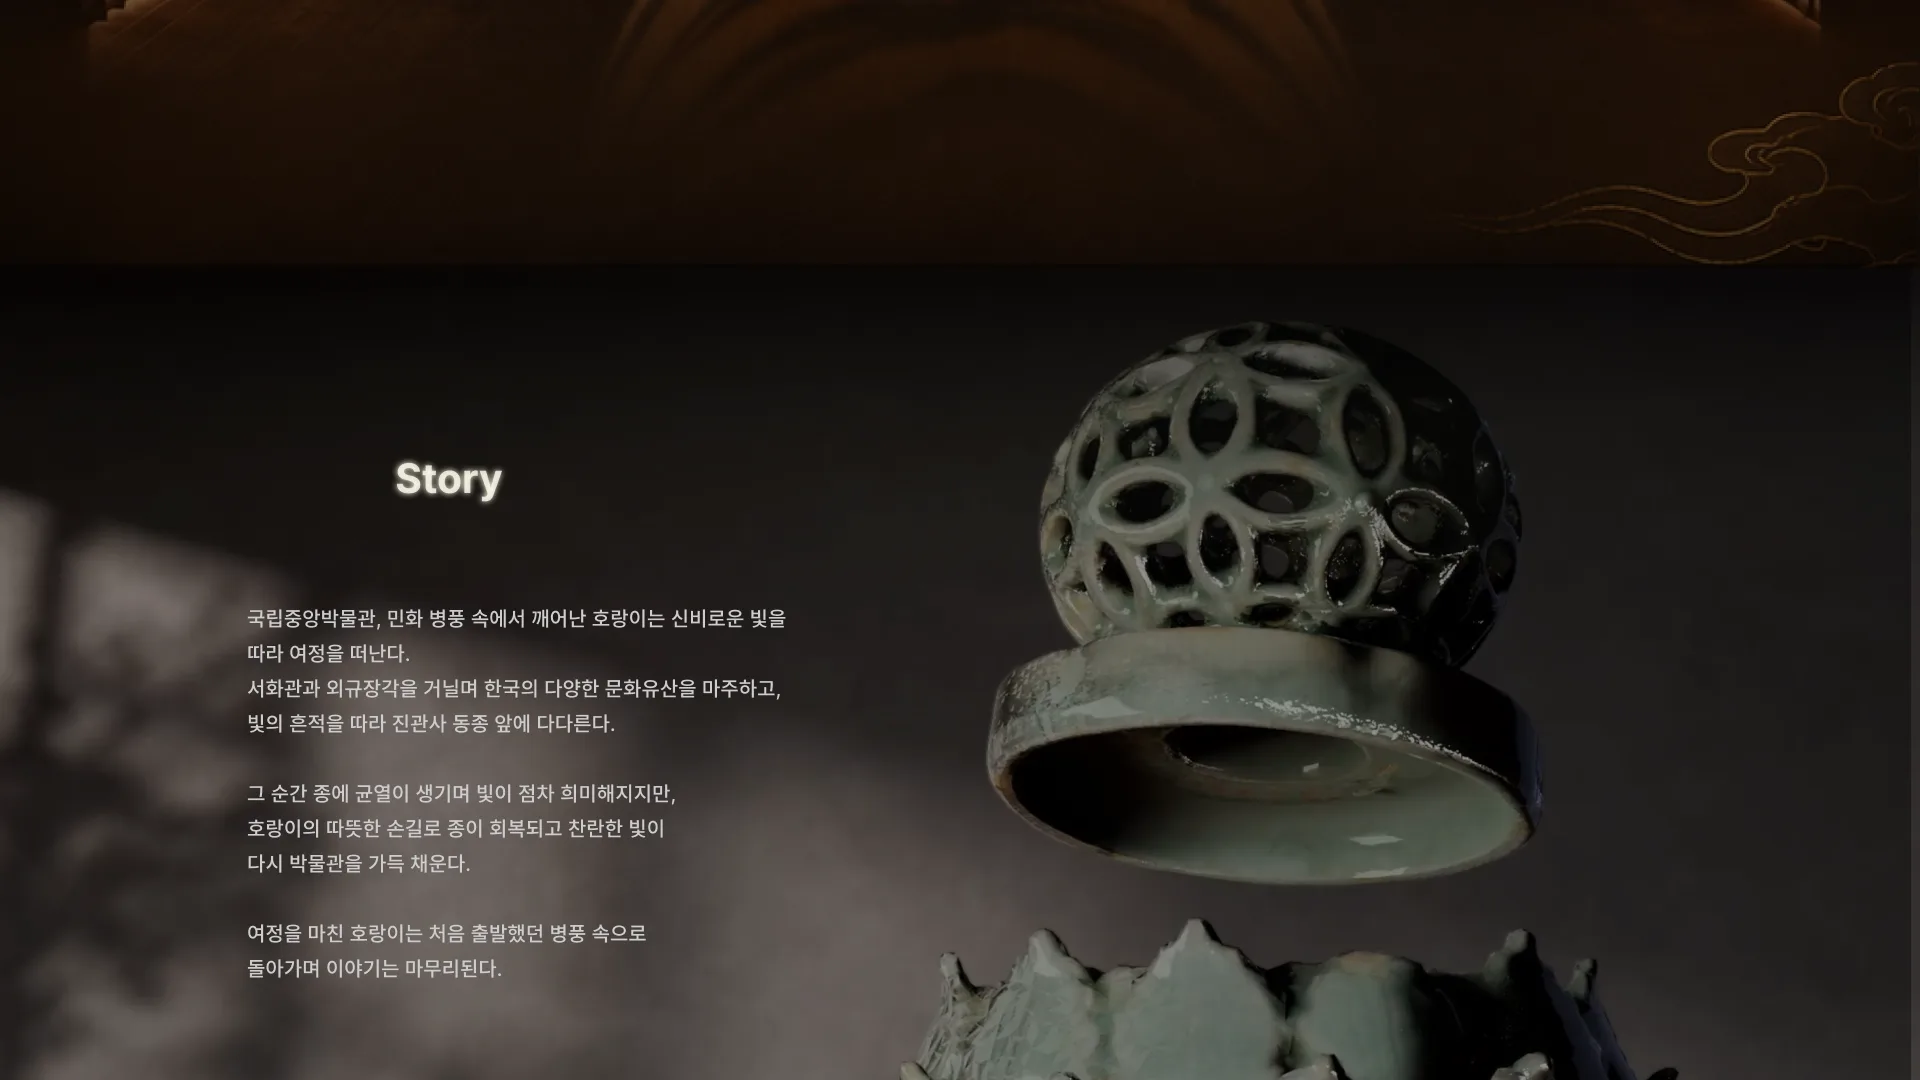 Story
국립중앙박물관, 민화 병풍 속에서 깨어난 호랑이는 신비로운 빛을
따라 여정을 떠난다.
서화관과 외규장각을 거닐며 한국의 다양한 문화유산을 마주하고,
빛의 흔적을 따라 진관사 동종 앞에 다다른다.
그 순간 종에 균열이 생기며 빛이 점차 희미해지지만,
호랑이의 따뜻한 손길로 종이 회복되고 찬란한 빛이
다시 박물관을 가득 채운다.
여정을 마친 호랑이는 처음 출발했던 병풍 속으로
돌아가며 이야기는 마무리된다.